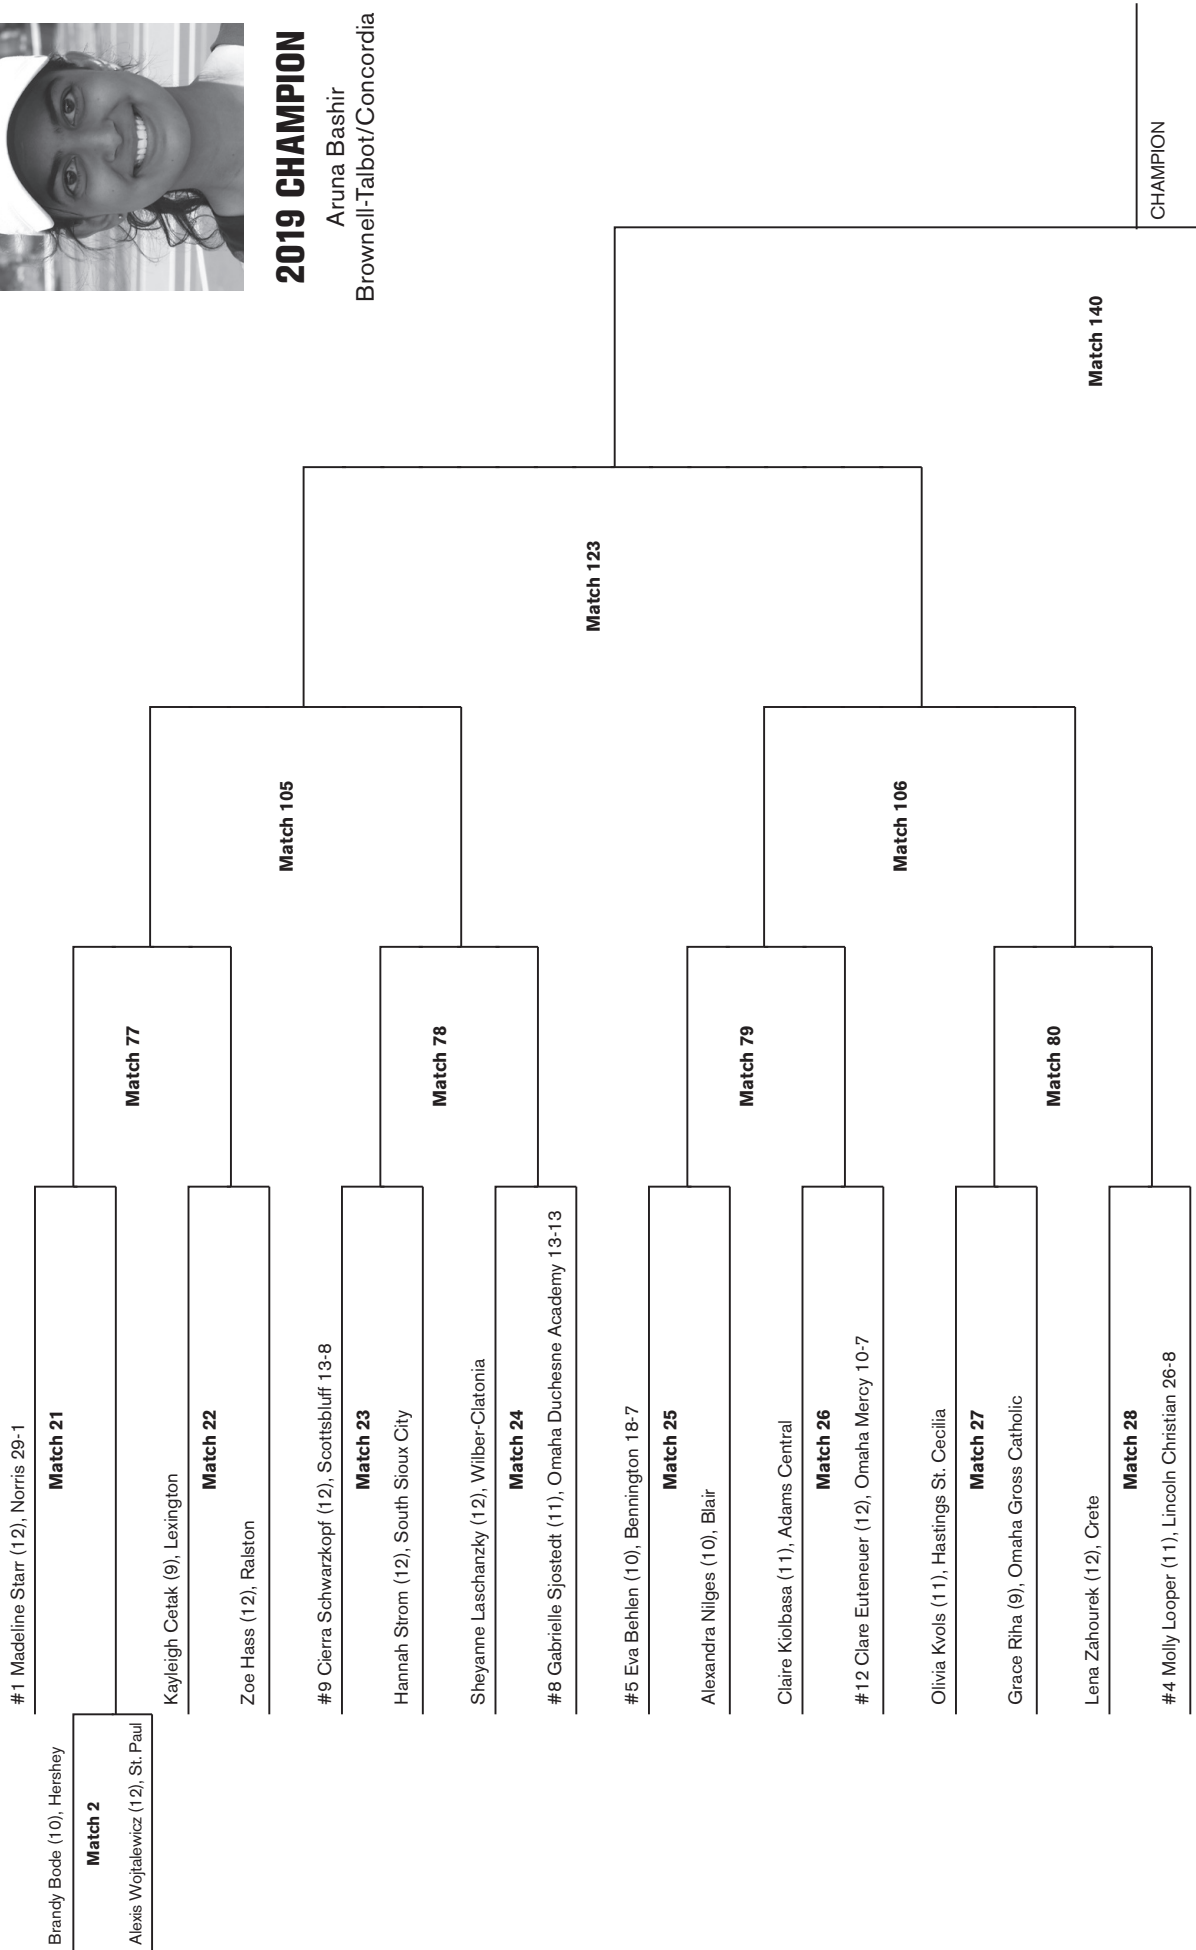 2019 CHAMPION
Aruna Bashir
Brownell-Talbot/Concordia
Brandy Bode (10), Hershey
Match 2
Alexis Wojtalewicz (12), St. Paul
#1 Madeline Starr (12), Norris 29-1
Match 21
Kayleigh Cetak (9), Lexington
Match 22
Zoe Hass (12), Ralston
#9 Cierra Schwarzkopf (12), Scottsbluff 13-8
Match 23
Hannah Strom (12), South Sioux City
Sheyanne Laschanzky (12), Wilber-Clatonia
Match 24
#8 Gabrielle Sjostedt (11), Omaha Duchesne Academy 13-13
#5 Eva Behlen (10), Bennington 18-7
Match 25
Alexandra Nilges (10), Blair
Claire Kiolbasa (11), Adams Central
Match 26
#12 Clare Euteneuer (12), Omaha Mercy 10-7
Olivia Kvols (11), Hastings St. Cecilia
Match 27
Grace Riha (9), Omaha Gross Catholic
Lena Zahourek (12), Crete
Match 28
#4 Molly Looper (11), Lincoln Christian 26-8
Match 77
Match 78
Match 79
Match 80
Match 105
Match 106
Match 123
Match 140
CHAMPION